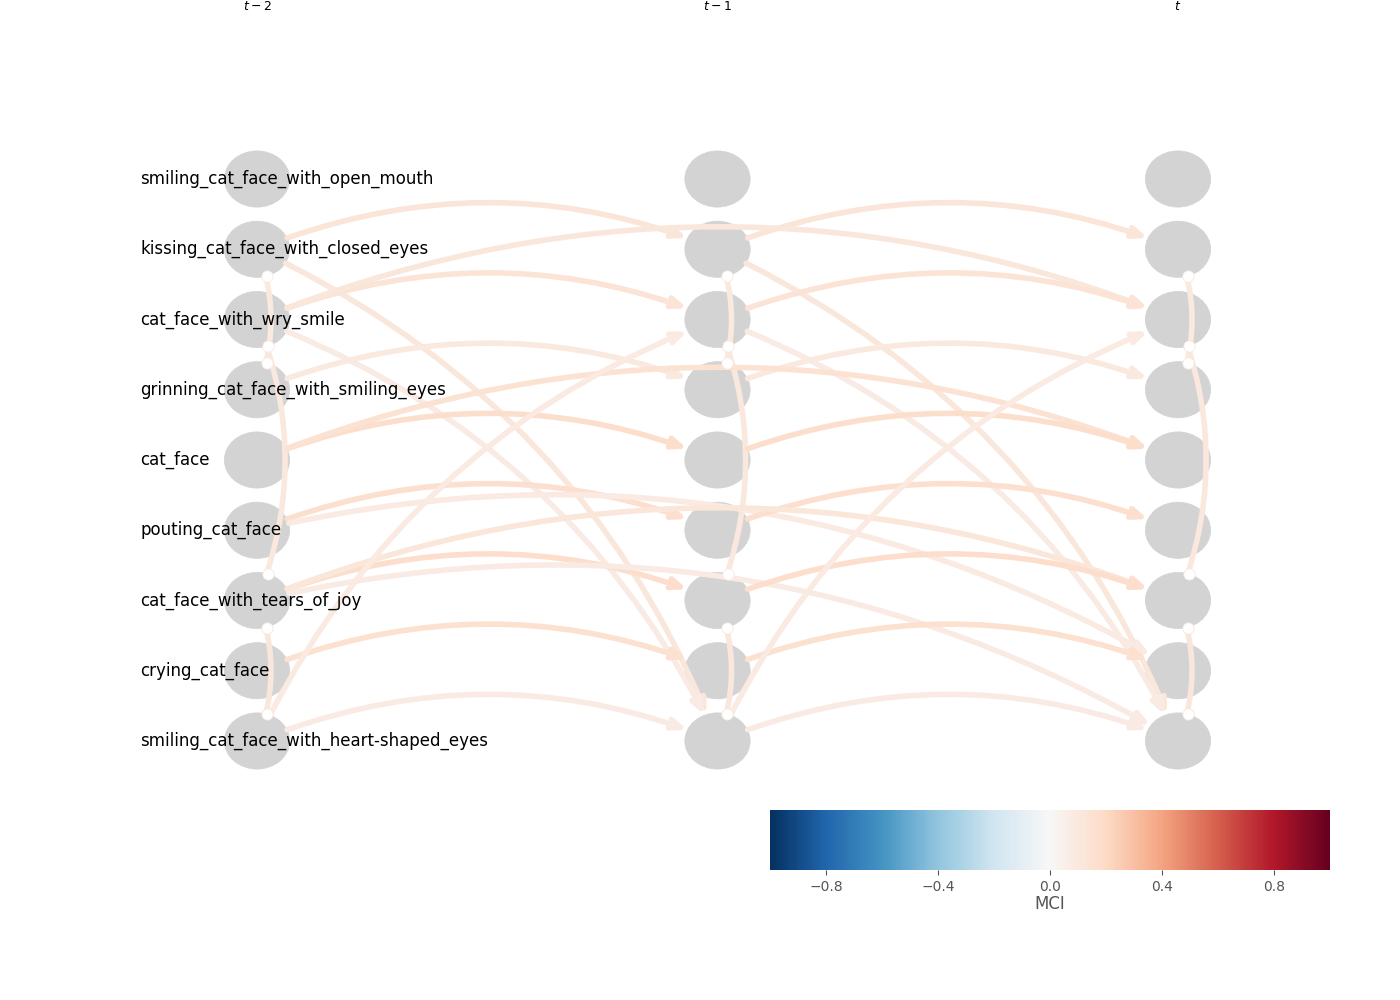 t − 2 t − 1 t
smiling_cat_face_with_open_mouth
kissing_cat_face_with_closed_eyes
cat_face_with_wry_smile
grinning_cat_face_with_smiling_eyes
cat_face
pouting_cat_face
cat_face_with_tears_of_joy
crying_cat_face
smiling_cat_face_with_heart-shaped_eyes
−0.8 −0.4 0.0 0.4 0.8
MCI